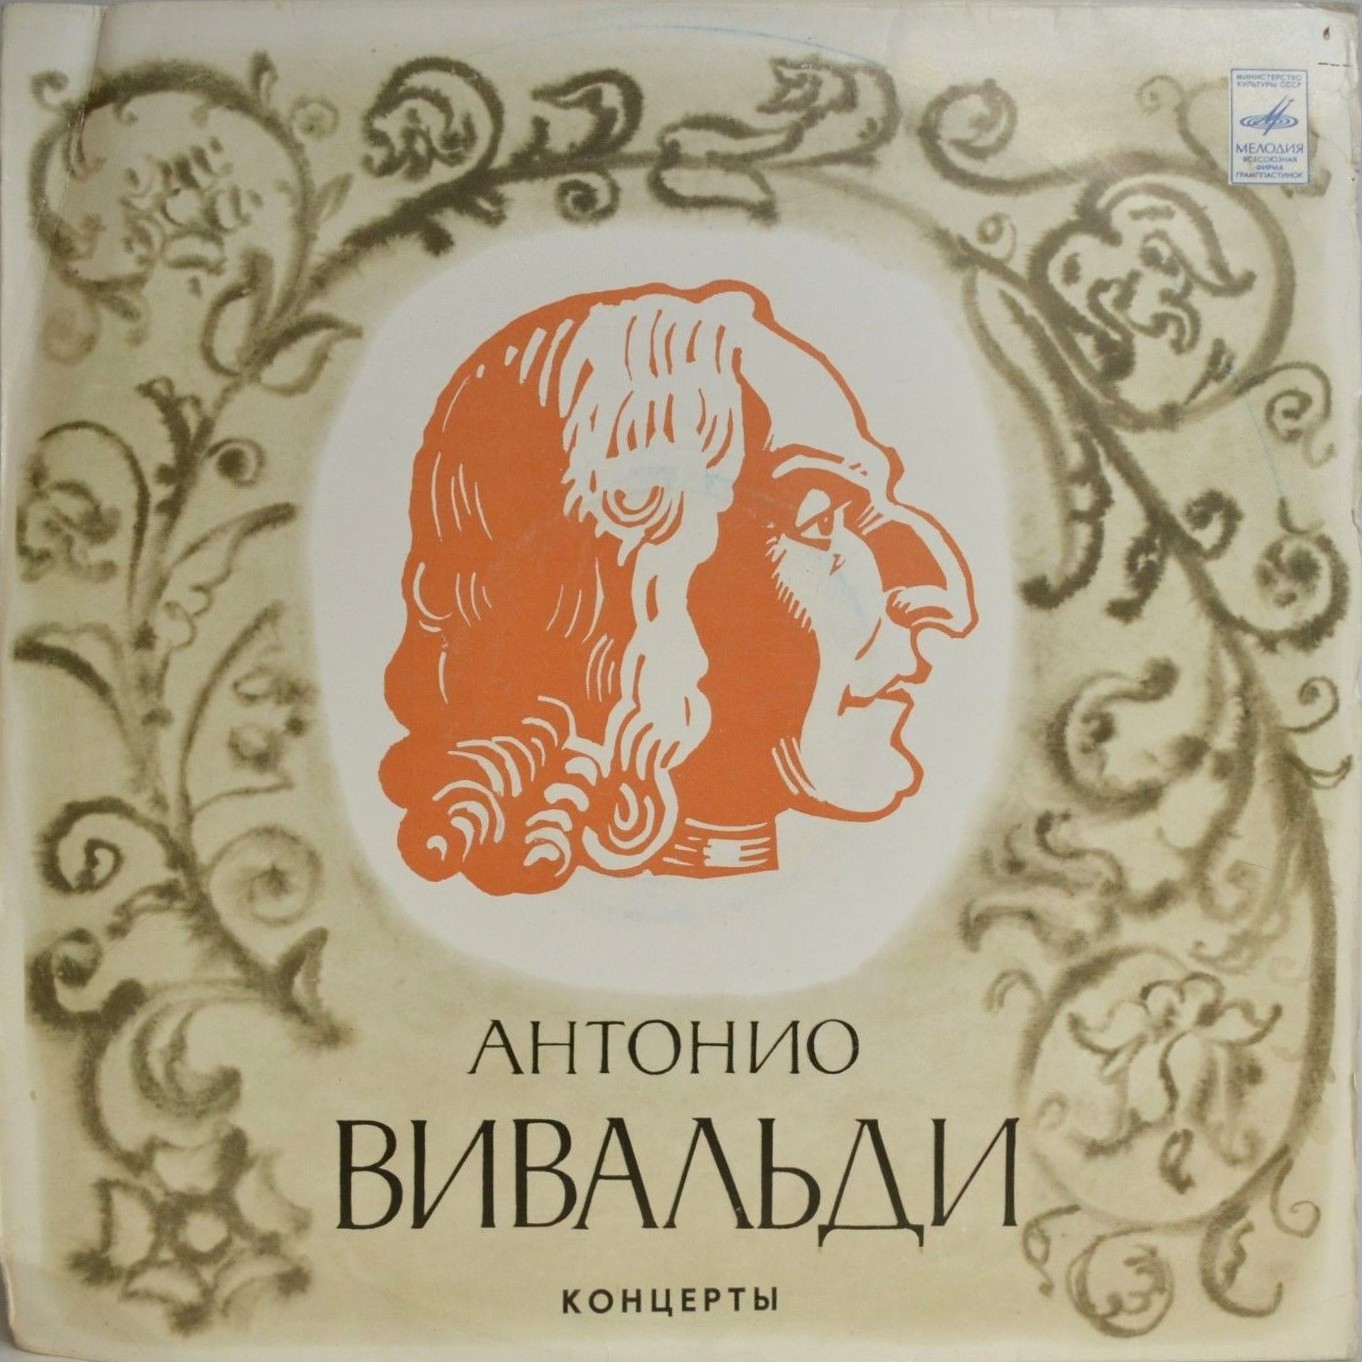 МИНИСТЕРСТВО
КУЛЬТУРЫ СССР
МЕЛОДИЯ
ВСЕСОЮЗНАЯ
ФИРМА
ГРАМПЛАСТИНОК
АНТОНИО
ВИВАЛЬДИ
КОНЦЕРТЫ